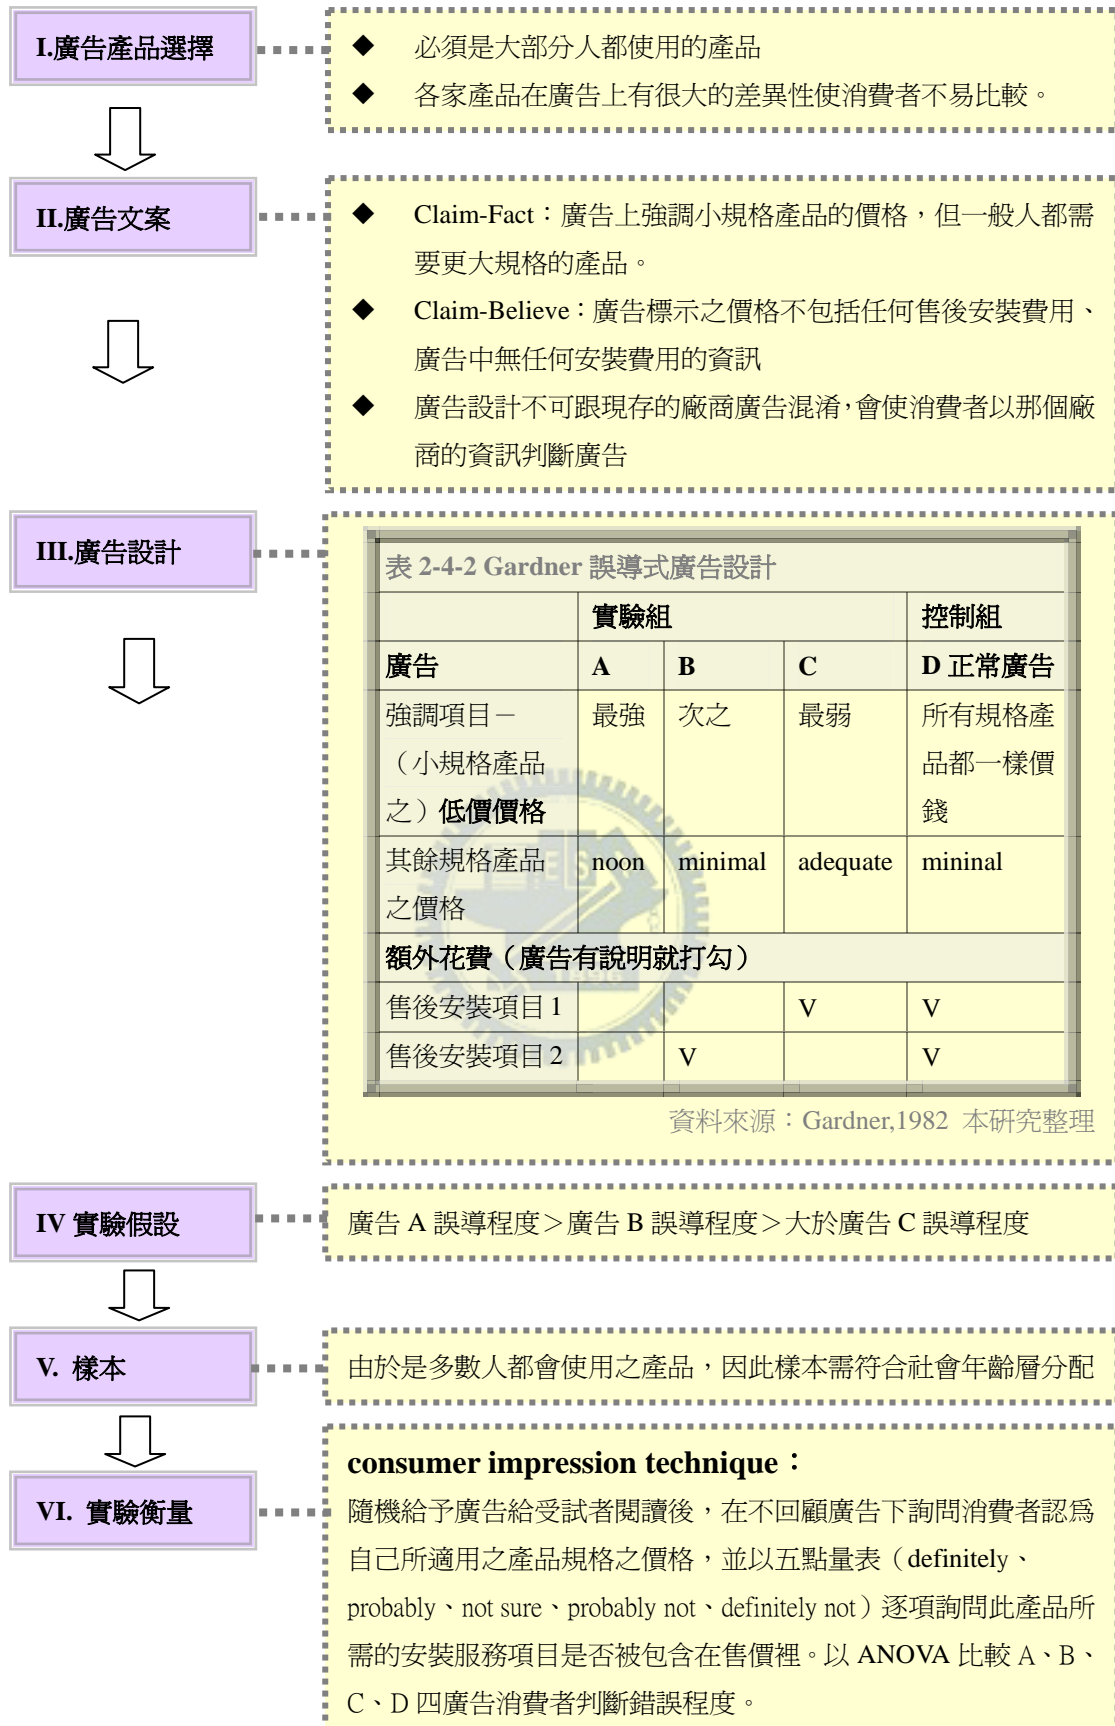 I.廣告產品選擇
◆ 必須是大部分人都使用的產品
◆ 各家產品在廣告上有很大的差異性使消費者不易比較。
II.廣告文案
◆ Claim-Fact：廣告上強調小規格產品的價格，但一般人都需
要更大規格的產品。
◆ Claim-Believe：廣告標示之價格不包括任何售後安裝費用、
廣告中無任何安裝費用的資訊
◆ 廣告設計不可跟現存的廠商廣告混淆，會使消費者以那個廠
商的資訊判斷廣告
III.廣告設計
表 2-4-2 Gardner 誤導式廣告設計
實驗組 控制組
廣告 A B C D 正常廣告
強調項目－ 最強 次之 最弱 所有規格產
（小規格產品 品都一樣價
之）低價價格 錢
其餘規格產品 noon minimal adequate mininal
之價格
額外花費（廣告有說明就打勾）
售後安裝項目 1 V V
售後安裝項目 2 V V
1896
資料來源：Gardner,1982 本研究整理
IV 實驗假設
廣告 A 誤導程度＞廣告 B 誤導程度＞大於廣告 C 誤導程度
V. 樣本
由於是多數人都會使用之產品，因此樣本需符合社會年齡層分配
VI. 實驗衡量
consumer impression technique：
隨機給予廣告給受試者閱讀後，在不回顧廣告下詢問消費者認為
自己所適用之產品規格之價格，並以五點量表（definitely、
probably、not sure、probably not、definitely not）逐項詢問此產品所
需的安裝服務項目是否被包含在售價裡。以 ANOVA 比較 A、B、
C、D 四廣告消費者判斷錯誤程度。